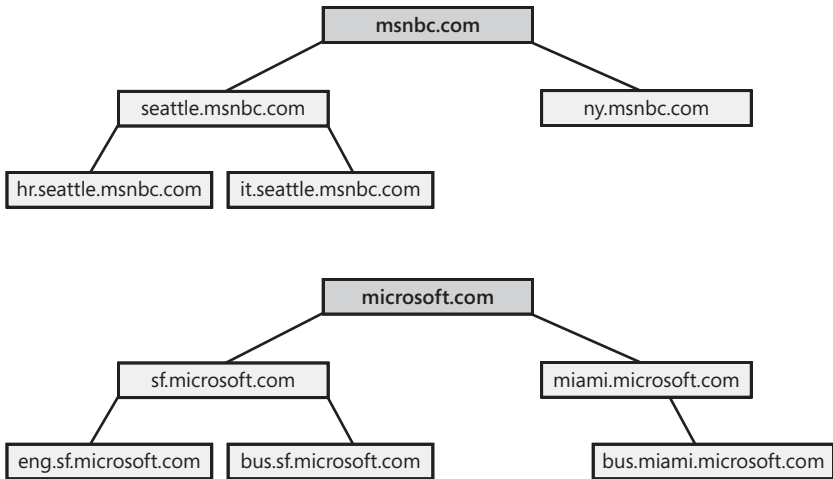 msnbc.com
seattle.msnbc.com
ny.msnbc.com
hr.seattle.msnbc.com
it.seattle.msnbc.com
microsoft.com
sf.microsoft.com
miami.microsoft.com
eng.sf.microsoft.com
bus.sf.microsoft.com
bus.miami.microsoft.com